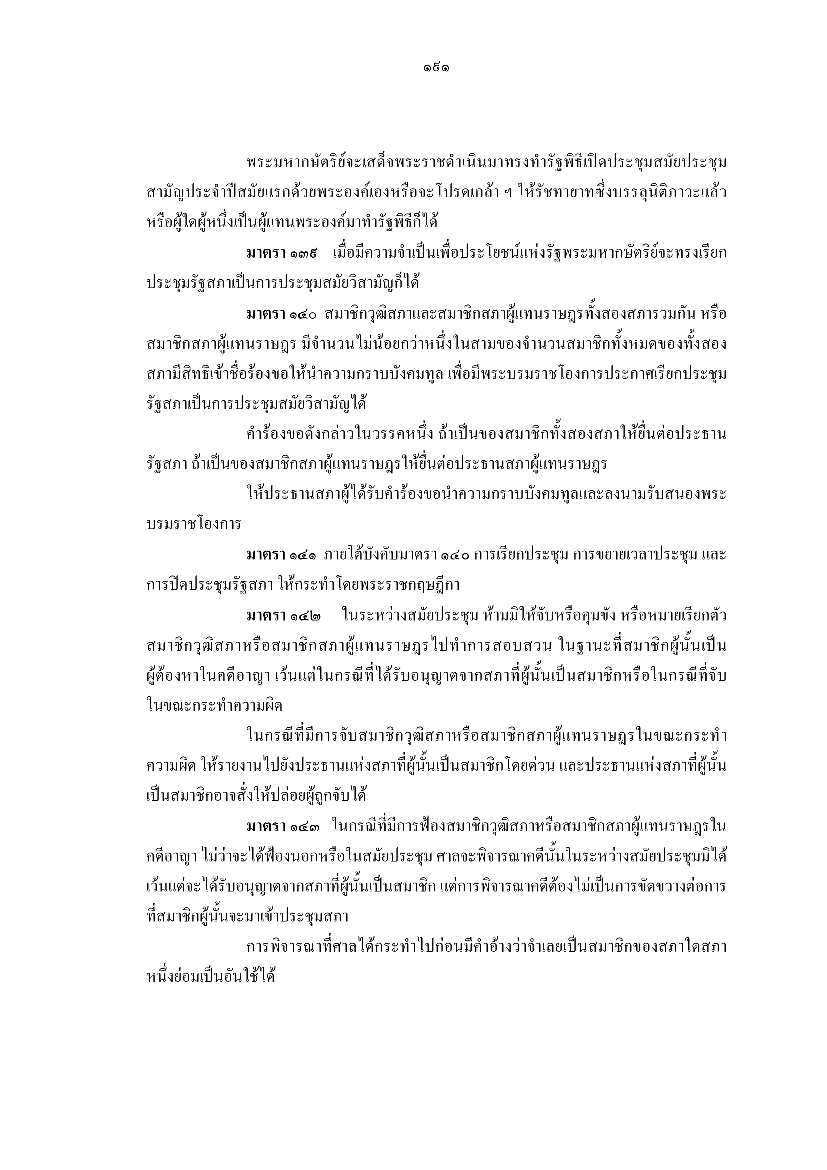 ๑๙๑
พระมหากษัตริย์จะเสด็จพระราชดำเนินมาทรงทำรัฐพิธีเปิดประชุมสมัยประชุม
สามัญประจำปีสมัยแรกด้วยพระองค์เองหรือจะโปรดเกล้า ฯ ให้รัชทายาทซึ่งบรรลุนิติภาวะแล้ว
หรือผู้ใดผู้หนึ่งเป็นผู้แทนพระองค์มาทำรัฐพิธีก็ได้
มาตรา ๑๓๙ เมื่อมีความจำเป็นเพื่อประโยชน์แห่งรัฐพระมหากษัตริย์จะทรงเรียก
ประชุมรัฐสภาเป็นการประชุมสมัยวิสามัญก็ได้
มาตรา ๑๔๐ สมาชิกวุฒิสภาและสมาชิกสภาผู้แทนราษฎรทั้งสองสภารวมกัน หรือ
สมาชิกสภาผู้แทนราษฎร มีจำนวนไม่น้อยกว่าหนึ่งในสามของจำนวนสมาชิกทั้งหมดของทั้งสอง
สภามีสิทธิเข้าชื่อร้องขอให้นำความกราบบังคมทูล เพื่อมีพระบรมราชโองการประกาศเรียกประชุม
รัฐสภาเป็นการประชุมสมัยวิสามัญได้
คำร้องขอดังกล่าวในวรรคหนึ่ง ถ้าเป็นของสมาชิกทั้งสองสภาให้ยื่นต่อประธาน
รัฐสภา ถ้าเป็นของสมาชิกสภาผู้แทนราษฎรให้ยื่นต่อประธานสภาผู้แทนราษฎร
ให้ประธานสภาผู้ได้รับคำร้องขอนำความกราบบังคมทูลและลงนามรับสนองพระ
บรมราชโองการ
มาตรา ๑๔๑ ภายใต้บังคับมาตรา ๑๔๐ การเรียกประชุม การขยายเวลาประชุม และ
การปิดประชุมรัฐสภา ให้กระทำโดยพระราชกฤษฎีกา
มาตรา ๑๔๒ ในระหว่างสมัยประชุม ห้ามมิให้จับหรือคุมขัง หรือหมายเรียกตัว
สมาชิกวุฒิสภาหรือสมาชิกสภาผู้แทนราษฎรไปทำการสอบสวน ในฐานะที่สมาชิกผู้นั้นเป็น
ผู้ต้องหาในคดีอาญา เว้นแต่ในกรณีที่ได้รับอนุญาตจากสภาที่ผู้นั้นเป็นสมาชิกหรือในกรณีที่จับ
ในขณะกระทำความผิด
ในกรณีที่มีการจับสมาชิกวุฒิสภาหรือสมาชิกสภาผู้แทนราษฎรในขณะกระทำ
ความผิด ให้รายงานไปยังประธานแห่งสภาที่ผู้นั้นเป็นสมาชิกโดยด่วน และประธานแห่งสภาที่ผู้นั้น
เป็นสมาชิกอาจสั่งให้ปล่อยผู้ถูกจับได้
มาตรา ๑๔๓ ในกรณีที่มีการฟ้องสมาชิกวุฒิสภาหรือสมาชิกสภาผู้แทนราษฎรใน
คดีอาญา ไม่ว่าจะได้ฟ้องนอกหรือในสมัยประชุม ศาลจะพิจารณาคดีนั้นในระหว่างสมัยประชุมมิได้
เว้นแต่จะได้รับอนุญาตจากสภาที่ผู้นั้นเป็นสมาชิก แต่การพิจารณาคดีต้องไม่เป็นการขัดขวางต่อการ
ที่สมาชิกผู้นั้นจะมาเข้าประชุมสภา
การพิจารณาที่ศาลได้กระทำไปก่อนมีคำอ้างว่าจำเลยเป็นสมาชิกของสภาใดสภา
หนึ่งย่อมเป็นอันใช้ได้